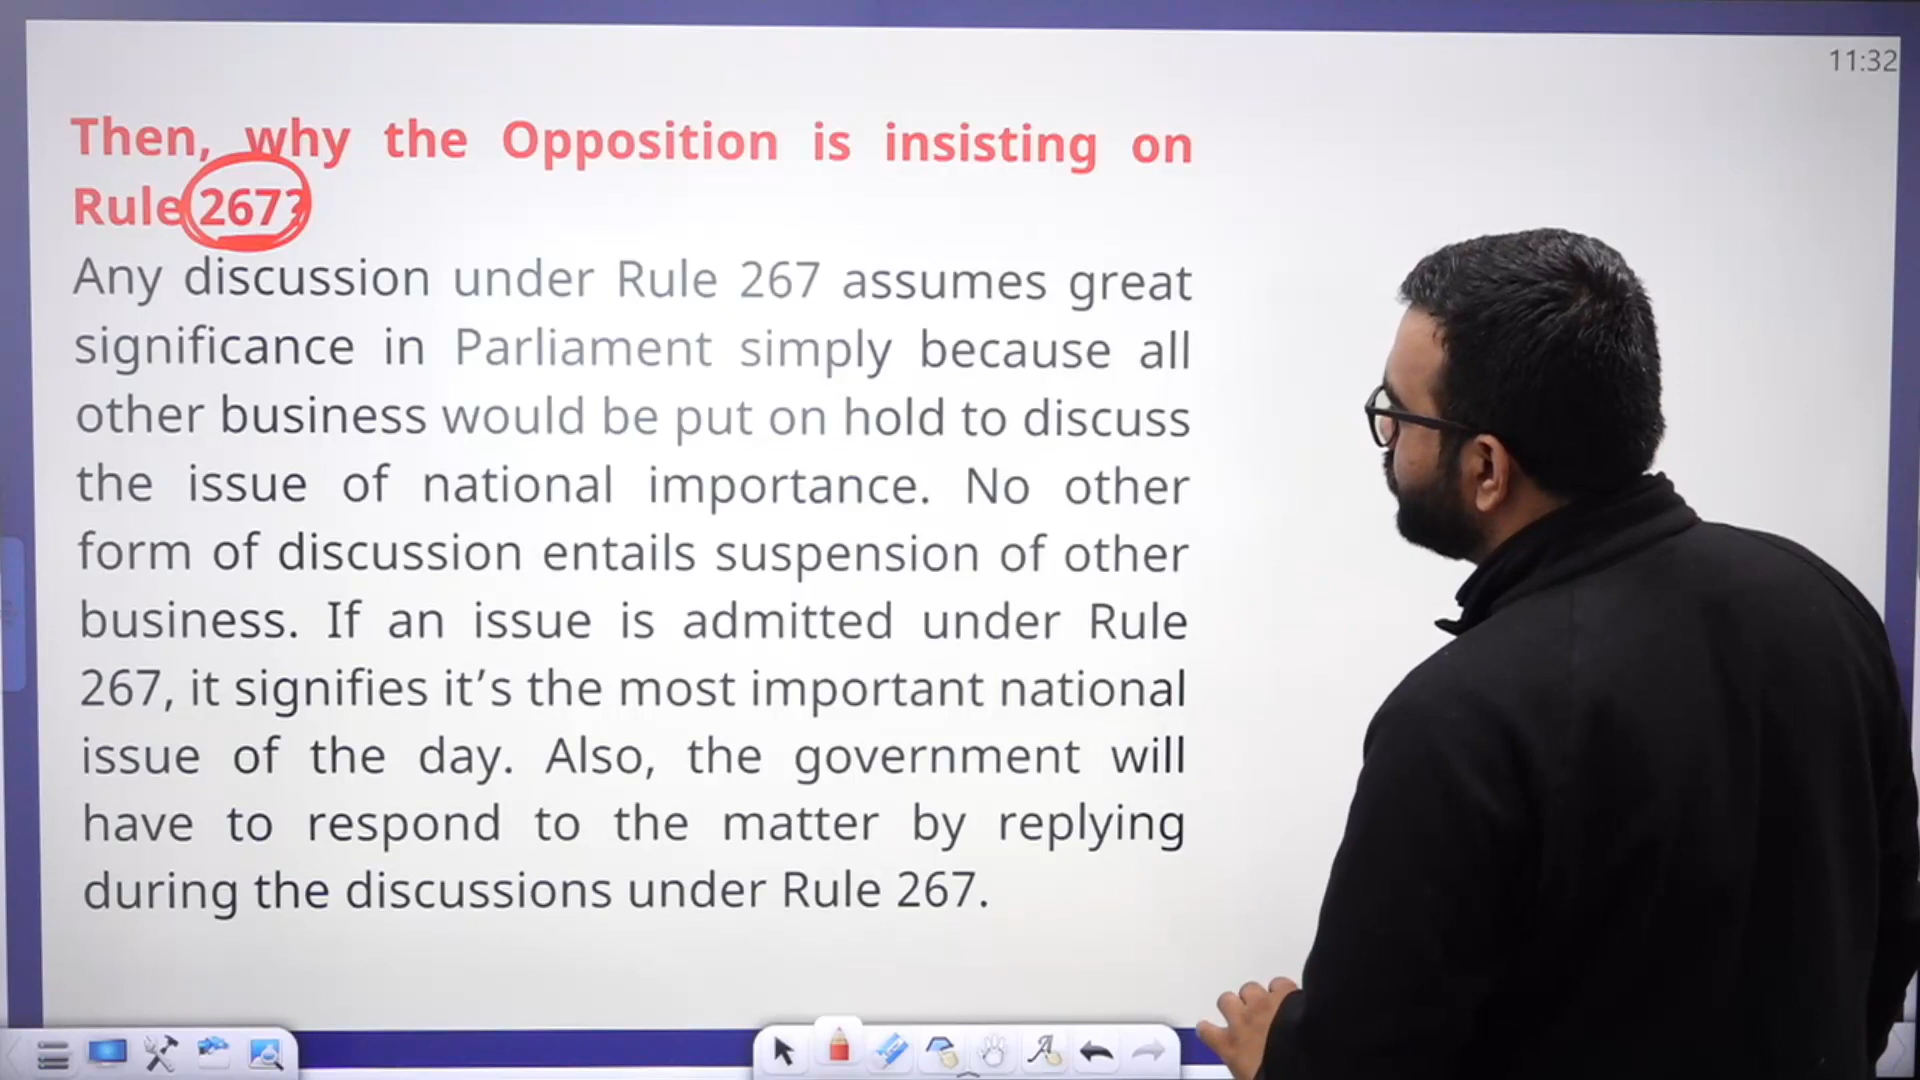 11:32
Then, why the Opposition is insisting on
Rule 267?
Any discussion under Rule 267 assumes great
significance in Parliament simply because all
other business would be put on hold to discuss
the issue of national importance. No other
form of discussion entails suspension of other
business. If an issue is admitted under Rule
267, it signifies it’s the most important national
issue of the day. Also, the government will
have to respond to the matter by replying
during the discussions under Rule 267.